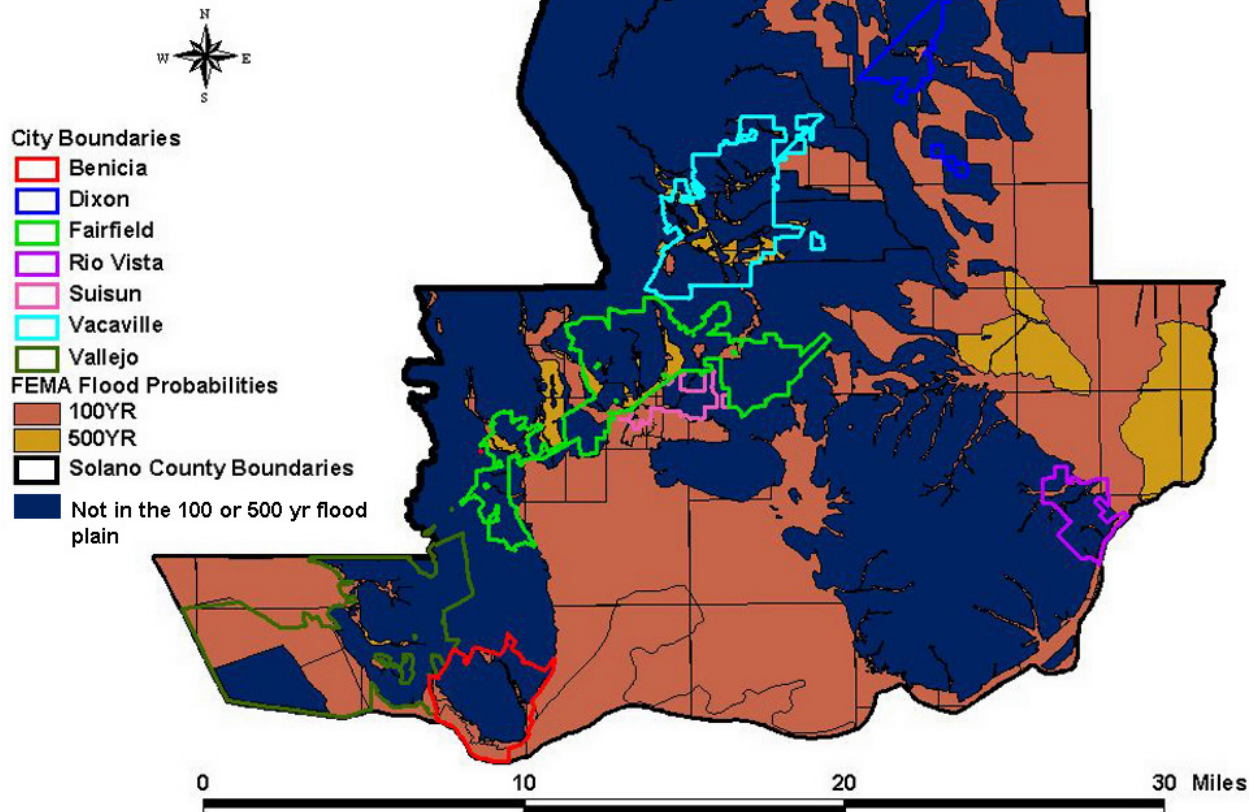 N
W E
S
City Boundaries
Benicia
Dixon
Fairfield
Rio Vista
Suisun
Vacaville
Vallejo
FEMA Flood Probabilities
100YR
500YR
Solano County Boundaries
Not in the 100 or 500 yr flood
plain
0 10 20 30 Miles